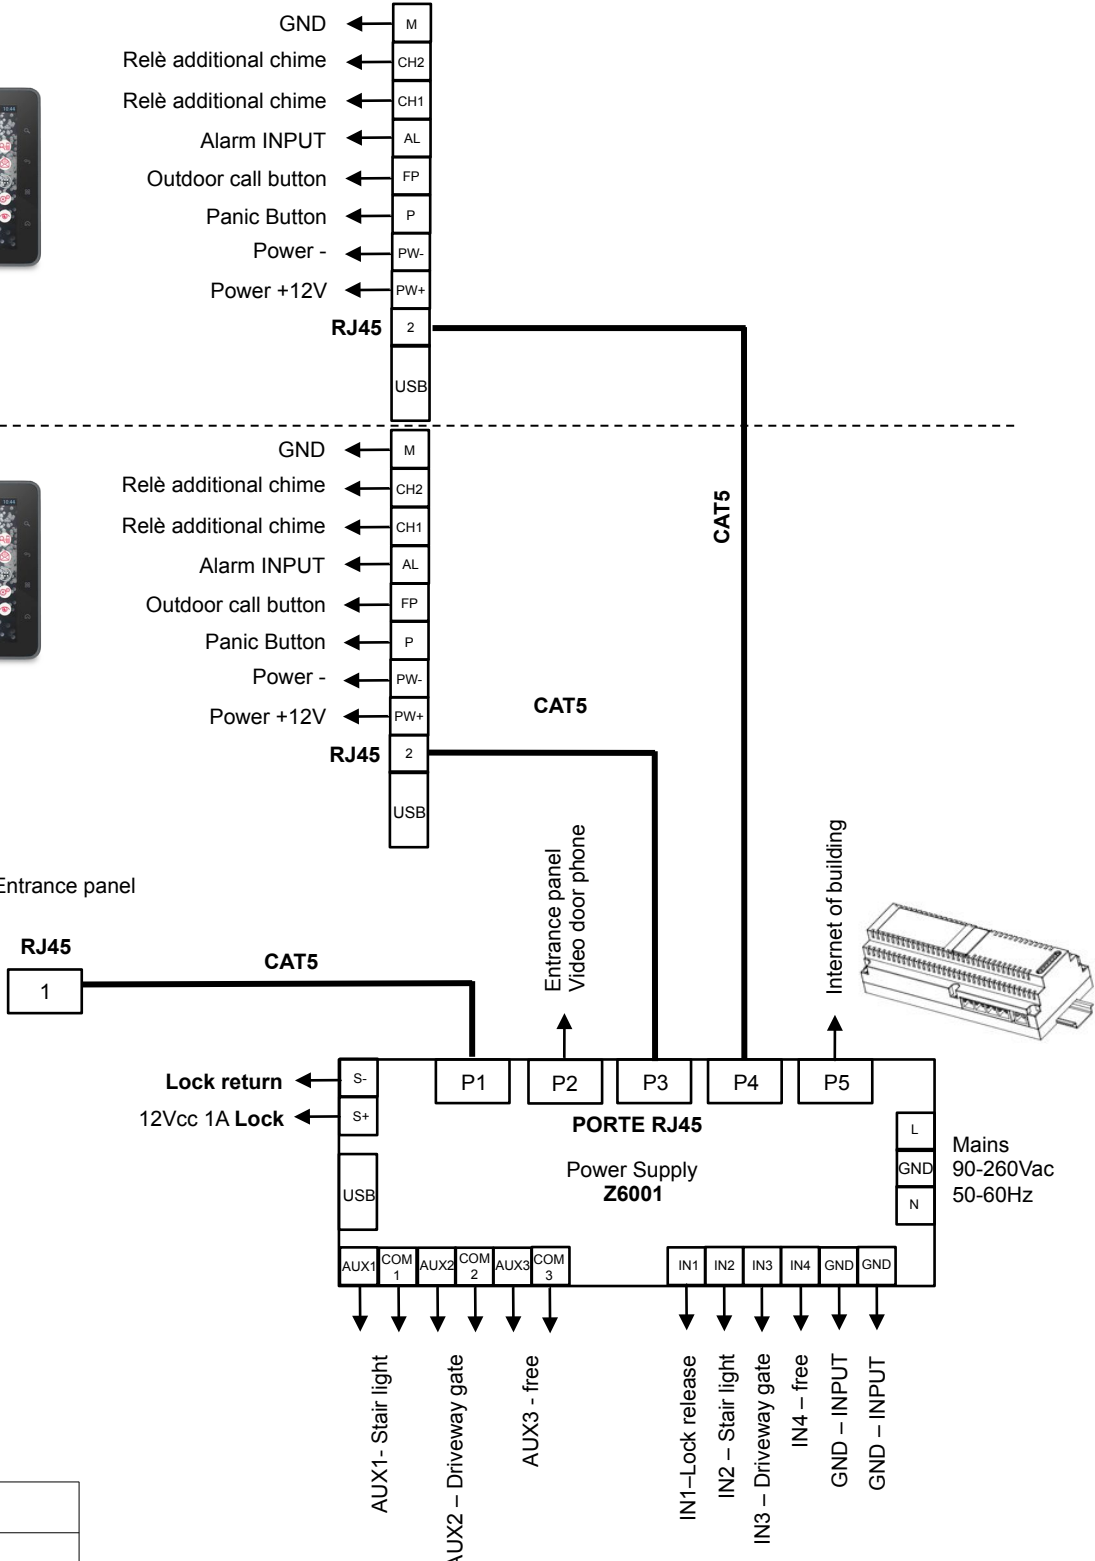 GND M
Relè additional chime CH2
Relè additional chime CH1
Alarm INPUT AL
Outdoor call button FP
Panic Button P
Power - PW-
Power +12V PW+
RJ45 2
USB
GND M
Relè additional chime CH2
Relè additional chime CH1
Alarm INPUT AL
Outdoor call button FP
Panic Button P
Power - PW-
Power +12V PW+
RJ45 2
USB
CAT5
CAT5
Entrance panel
RJ45
1
CAT5
Entrance panel
Video door phone
Internet of building
P1 P2 P3 P4 P5
PORTE RJ45
Lock return S-
12Vcc 1A Lock S+
USB
Power Supply
Z6001
L
GND
N
Mains
90-260Vac
50-60Hz
AUX1 COM 1 AUX2 COM 2 AUX3 COM 3
IN1 IN2 IN3 IN4 GND GND
AUX1- Stair light
AUX2 – Driveway gate
AUX3 - free
IN1–Lock release
IN2 – Stair light
IN3 – Driveway gate
IN4 – free
GND – INPUT
GND – INPUT
10:44
10:44